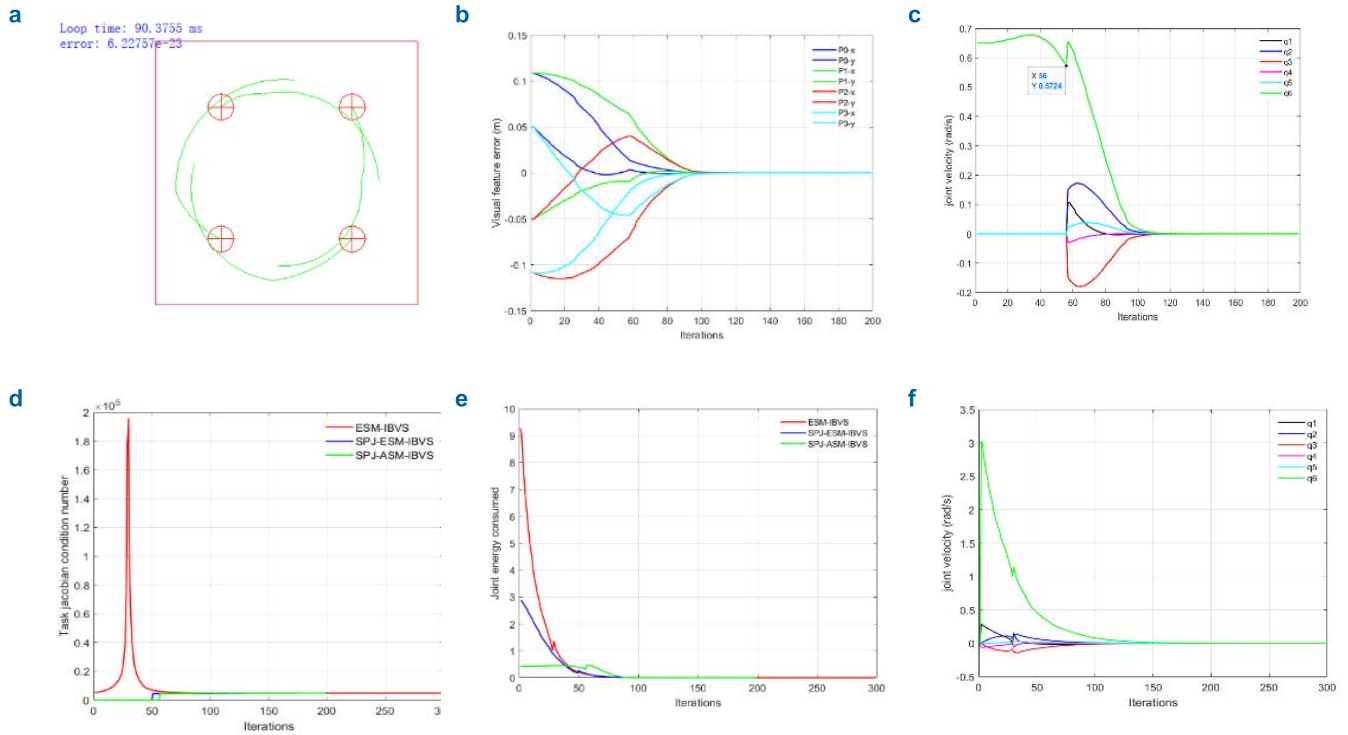 a
Loop time: 90.3755 ms
error: 6.22757e-23
b
0.15
0.1
0.05
0
-0.05
-0.1
-0.15
Visual feature error (m)
0 20 40 60 80 100 120 140 160 180 200
Iterations
P0-x
P0-y
P1-x
P1-y
P2-x
P2-y
P3-x
P3-y
c
0.7
0.6
0.5
0.4
0.3
0.2
0.1
0
-0.1
-0.2
joint velocity (rad/s)
0 20 40 60 80 100 120 140 160 180 200
Iterations
X 56
Y 0.5724
q1
q2
q3
q4
q5
q6
d
×10^5
2
1.8
1.6
1.4
1.2
1
0.8
0.6
0.4
0.2
0
Task jacobian condition number
0 50 100 150 200 250 30
Iterations
ESM-IBVS
SPJ-ESM-IBVS
SPJ-ASM-IBVS
e
10
9
8
7
6
5
4
3
2
1
0
Joint energy consumed
0 50 100 150 200 250 300
Iterations
ESM-IBVS
SPJ-ESM-IBVS
SPJ-ASM-IBVS
f
3.5
3
2.5
2
1.5
1
0.5
0
-0.5
joint velocity (rad/s)
0 50 100 150 200 250 300
Iterations
q1
q2
q3
q4
q5
q6